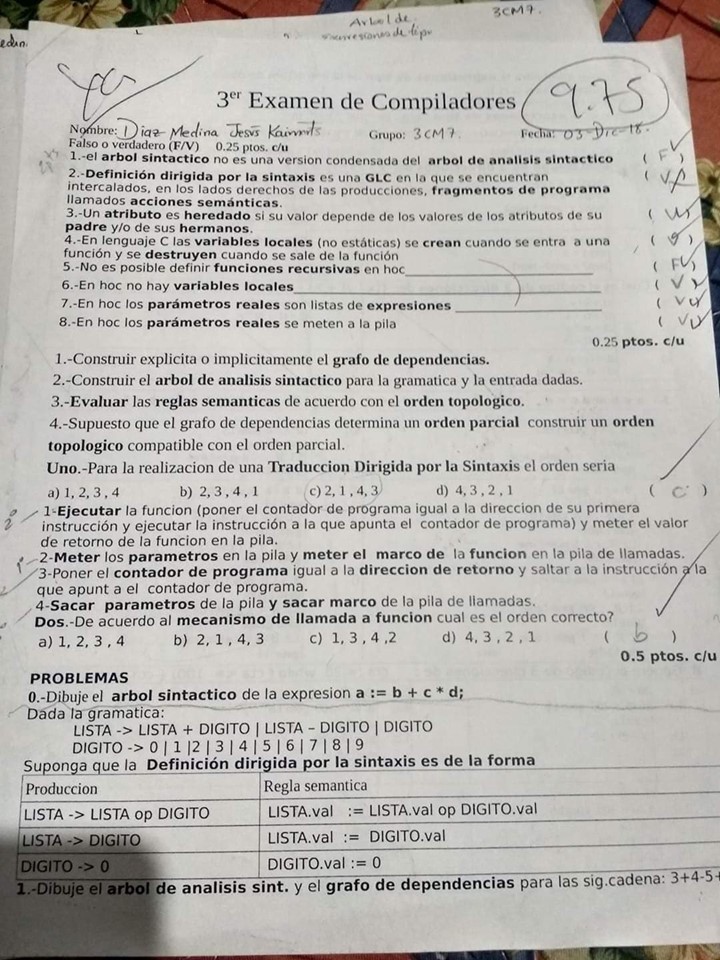 3CM7.
Arbol de
edan
9.75
3er Examen de Compiladores
Nombre: Diaz Medina Jesús Kaimnts Grupo: 3CM7. Fecha: 03-Dic-18.
Falso o verdadero (F/V) 0.25 ptos. c/u
1.-el arbol sintactico no es una version condensada del arbol de analisis sintactico ( F )
2.-Definición dirigida por la sintaxis es una GLC en la que se encuentran ( V )
intercalados, en los lados derechos de las producciones, fragmentos de programa
llamados acciones semánticas.
3.-Un atributo es heredado si su valor depende de los valores de los atributos de su ( V )
padre y/o de sus hermanos.
4.-En lenguaje C las variables locales (no estáticas) se crean cuando se entra a una ( )
función y se destruyen cuando se sale de la función
5.-No es posible definir funciones recursivas en hoc ( F )
6.-En hoc no hay variables locales ( V )
7.-En hoc los parámetros reales son listas de expresiones ( V )
8.-En hoc los parámetros reales se meten a la pila ( V )
0.25 ptos. c/u
1.-Construir explicita o implicitamente el grafo de dependencias.
2.-Construir el arbol de analisis sintactico para la gramatica y la entrada dadas.
3.-Evaluar las reglas semanticas de acuerdo con el orden topologico.
4.-Supuesto que el grafo de dependencias determina un orden parcial construir un orden
topologico compatible con el orden parcial.
Uno.-Para la realizacion de una Traduccion Dirigida por la Sintaxis el orden seria
a) 1, 2, 3 , 4 b) 2, 3 , 4, 1 c) 2, 1 , 4, 3 d) 4, 3 , 2 , 1 ( c )
1-Ejecutar la funcion (poner el contador de programa igual a la direccion de su primera
instrucción y ejecutar la instrucción a la que apunta el contador de programa) y meter el valor
de retorno de la funcion en la pila.
2-Meter los parametros en la pila y meter el marco de la funcion en la pila de llamadas.
3-Poner el contador de programa igual a la direccion de retorno y saltar a la instrucción a la
que apunt a el contador de programa.
4-Sacar parametros de la pila y sacar marco de la pila de llamadas.
Dos.-De acuerdo al mecanismo de llamada a funcion cual es el orden correcto?
a) 1, 2, 3 , 4 b) 2, 1 , 4, 3 c) 1, 3 , 4 ,2 d) 4, 3 , 2 , 1 ( b )
0.5 ptos. c/u
PROBLEMAS
0.-Dibuje el arbol sintactico de la expresion a := b + c * d;
Dada la gramatica:
LISTA -> LISTA + DIGITO | LISTA – DIGITO | DIGITO
DIGITO -> 0 | 1 |2 | 3 | 4 | 5 | 6 | 7 | 8 | 9
Suponga que la Definición dirigida por la sintaxis es de la forma
Produccion Regla semantica
LISTA -> LISTA op DIGITO LISTA.val := LISTA.val op DIGITO.val
LISTA -> DIGITO LISTA.val := DIGITO.val
DIGITO -> 0 DIGITO.val := 0
1.-Dibuje el arbol de analisis sint. y el grafo de dependencias para las sig.cadena: 3+4-5+